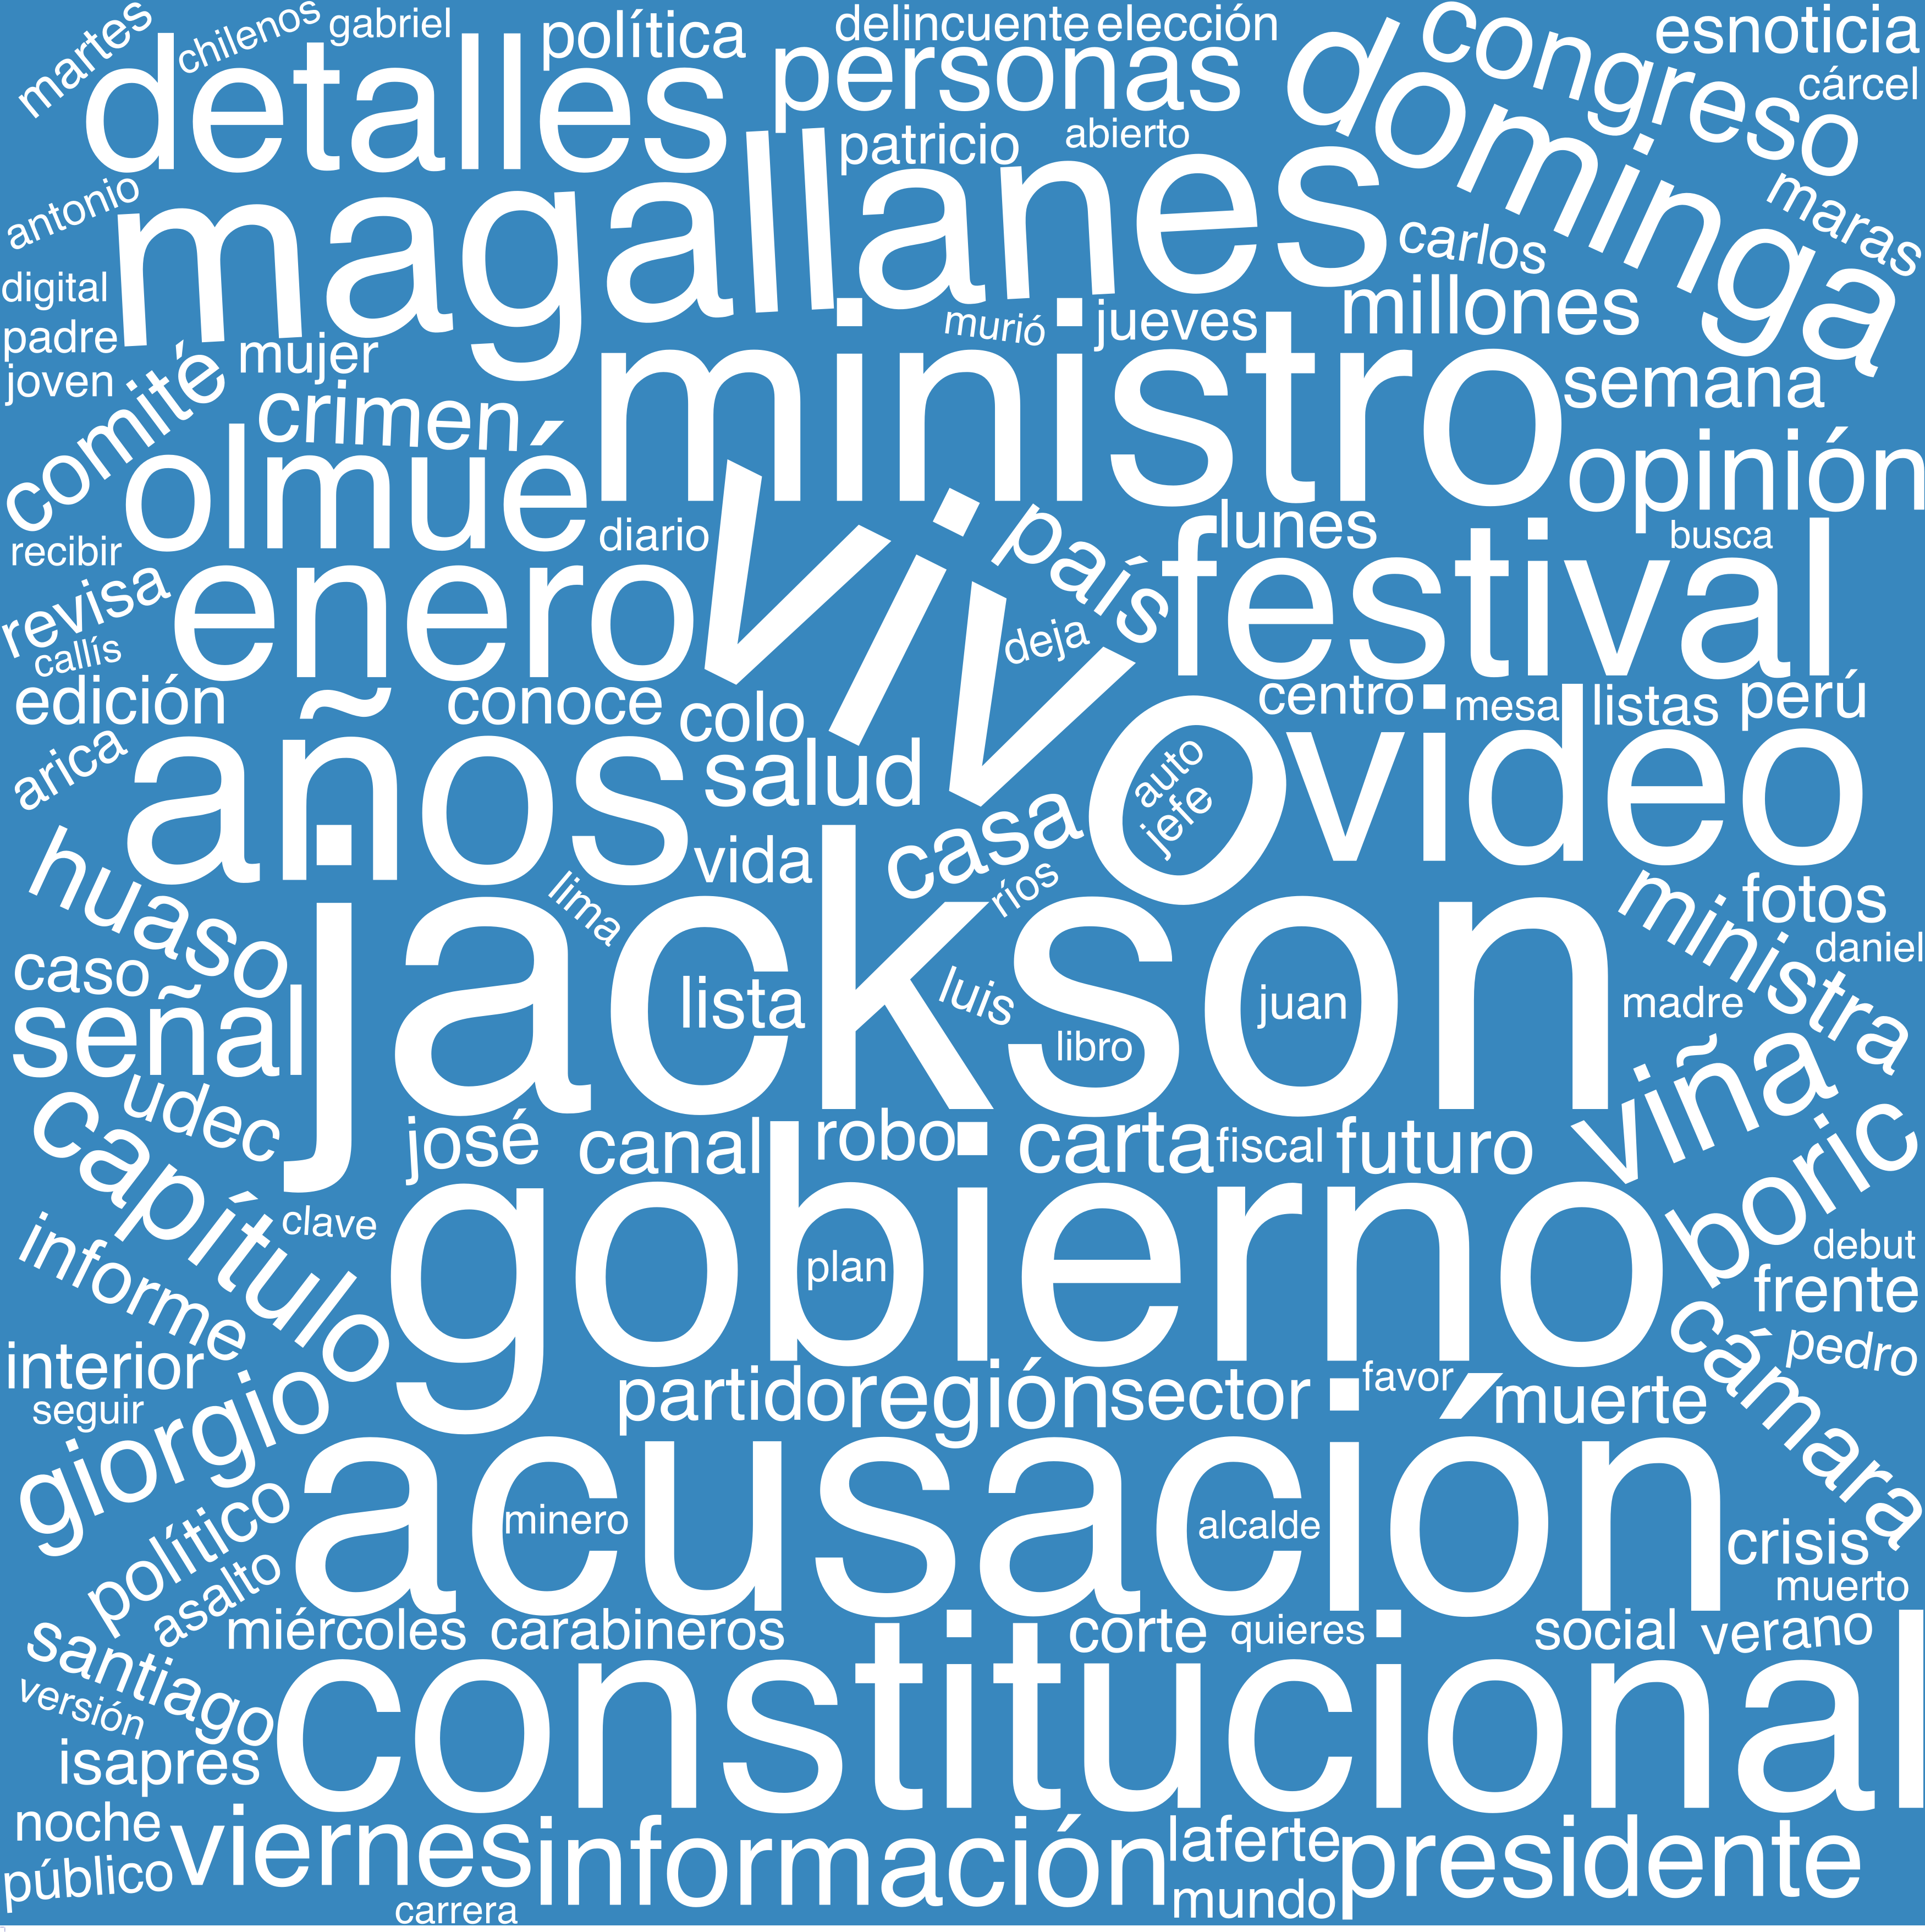 martes
chilenos
gabriel
política
delincuente
elección
congreso
esnoticia
detalles
personas
dominga
cárcel
patricio
abierto
antonio
magallanes
carlos
maras
digital
padre
mujer
murió
jueves
millones
joven
comité
crimen
ministro
semana
olmué
opinión
recibir
diario
vivo
país
lunes
busca
revisa
enero
deja
festival
callís
edición
conoce
colo
centro
mesa
listas
perú
arica
años
salud
auto
jefe
video
huaso
vida
casa
ríos
lima
ministra
fotos
caso
jackson
daniel
señal
lista
luis
juan
madre
libro
viña
udec
capítulo
josé
canal
robo
carta
fiscal
futuro
boric
clave
informe
gobierno
plan
debut
frente
interior
cámara
pedro
seguir
giorgio
partido
región
sector
favor
muerte
político
acusación
minero
alcalde
crisis
asalto
muerto
santiago
miércoles
carabineros
corte
quieres
social
verano
versión
constitucional
isapres
noche
viernes
información
laferte
presidente
público
carrera
mundo